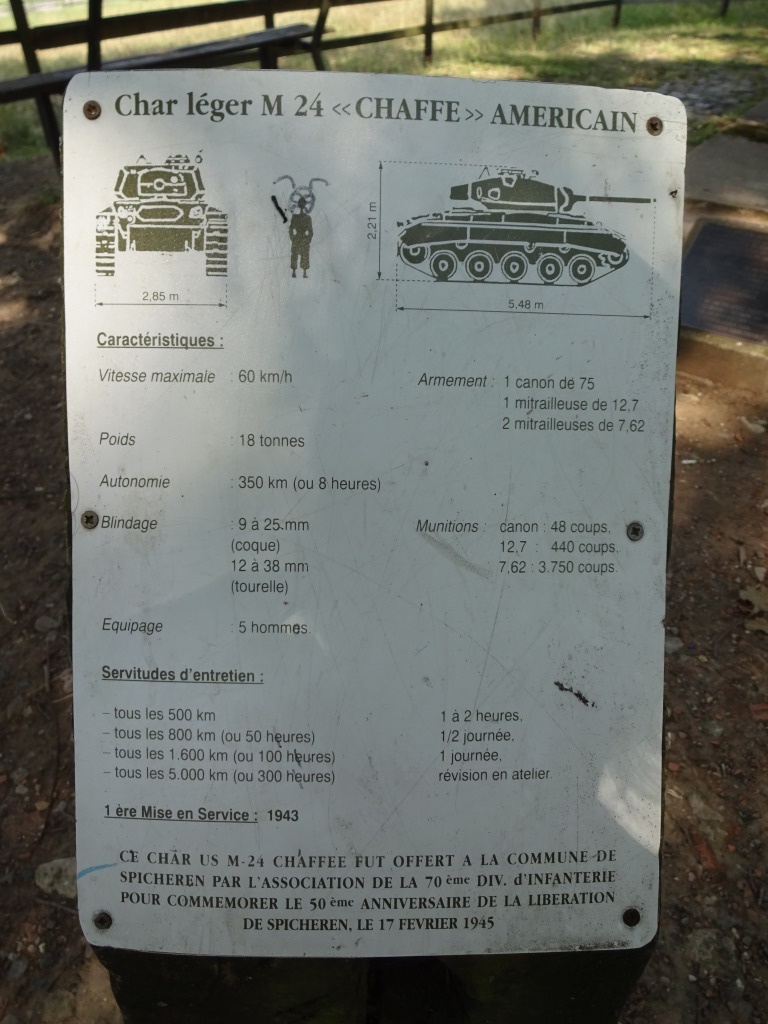 Char léger M 24 «CHAFFE» AMERICAIN
2,21 m
2,85 m
5,48 m
Caractéristiques :
Vitesse maximale : 60 km/h
Armement : 1 canon de 75
1 mitrailleuse de 12,7
2 mitrailleuses de 7,62
Poids : 18 tonnes
Autonomie : 350 km (ou 8 heures)
Blindage : 9 à 25 mm
(coque)
12 à 38 mm
(tourelle)
Munitions : canon : 48 coups.
12,7 : 440 coups.
7,62 : 3.750 coups.
Equipage : 5 hommes.
Servitudes d'entretien :
– tous les 500 km 1 à 2 heures.
– tous les 800 km (ou 50 heures) 1/2 journée.
– tous les 1.600 km (ou 100 heures) 1 journée.
– tous les 5.000 km (ou 300 heures) révision en atelier
1 ère Mise en Service : 1943
CE CHAR US M-24 CHAFFEE FUT OFFERT A LA COMMUNE DE
SPICHEREN PAR L'ASSOCIATION DE LA 70 ème DIV. d'INFANTERIE
POUR COMMEMORER LE 50 ème ANNIVERSAIRE DE LA LIBERATION
DE SPICHEREN, LE 17 FEVRIER 1945